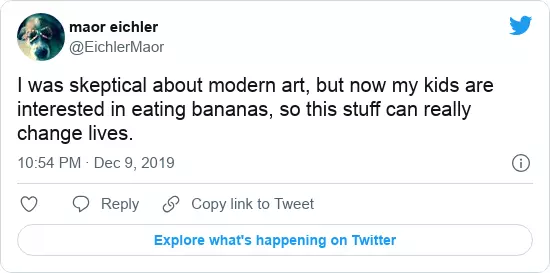 maor eichler
@EichlerMaor
I was skeptical about modern art, but now my kids are
interested in eating bananas, so this stuff can really
change lives.
10:54 PM · Dec 9, 2019
Reply Copy link to Tweet
Explore what's happening on Twitter